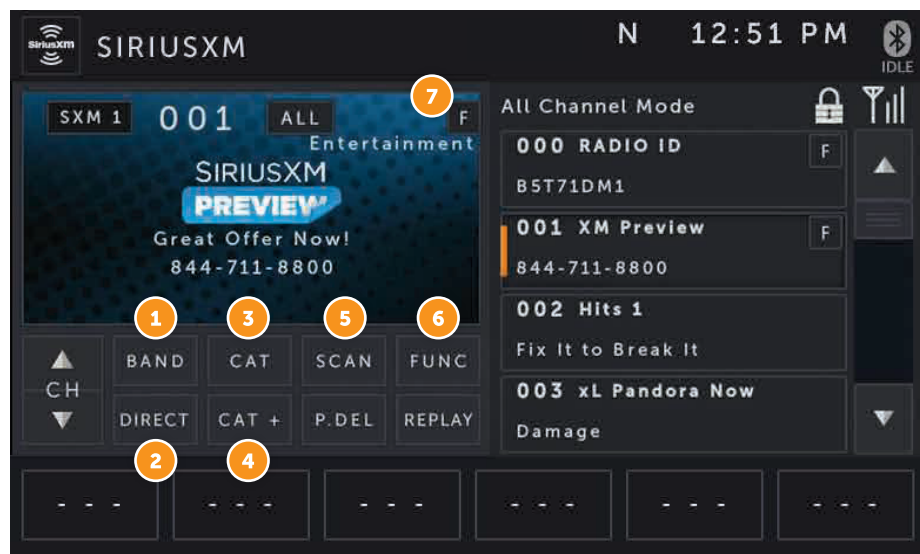 SiriusXM
SIRIUSXM
N
12:51 PM
IDLE
7
SXM 1
001
ALL
F
Entertainment
SIRIUSXM
PREVIEW
Great Offer Now!
844-711-8800
All Channel Mode
000 RADIO ID
F
B5T71DM1
001 XM Preview
F
844-711-8800
002 Hits 1
Fix It to Break It
003 xL Pandora Now
Damage
1
3
5
6
CH
BAND
CAT
SCAN
FUNC
DIRECT
CAT +
P.DEL
REPLAY
2
4
- - -
- - -
- - -
- - -
- - -
- - -